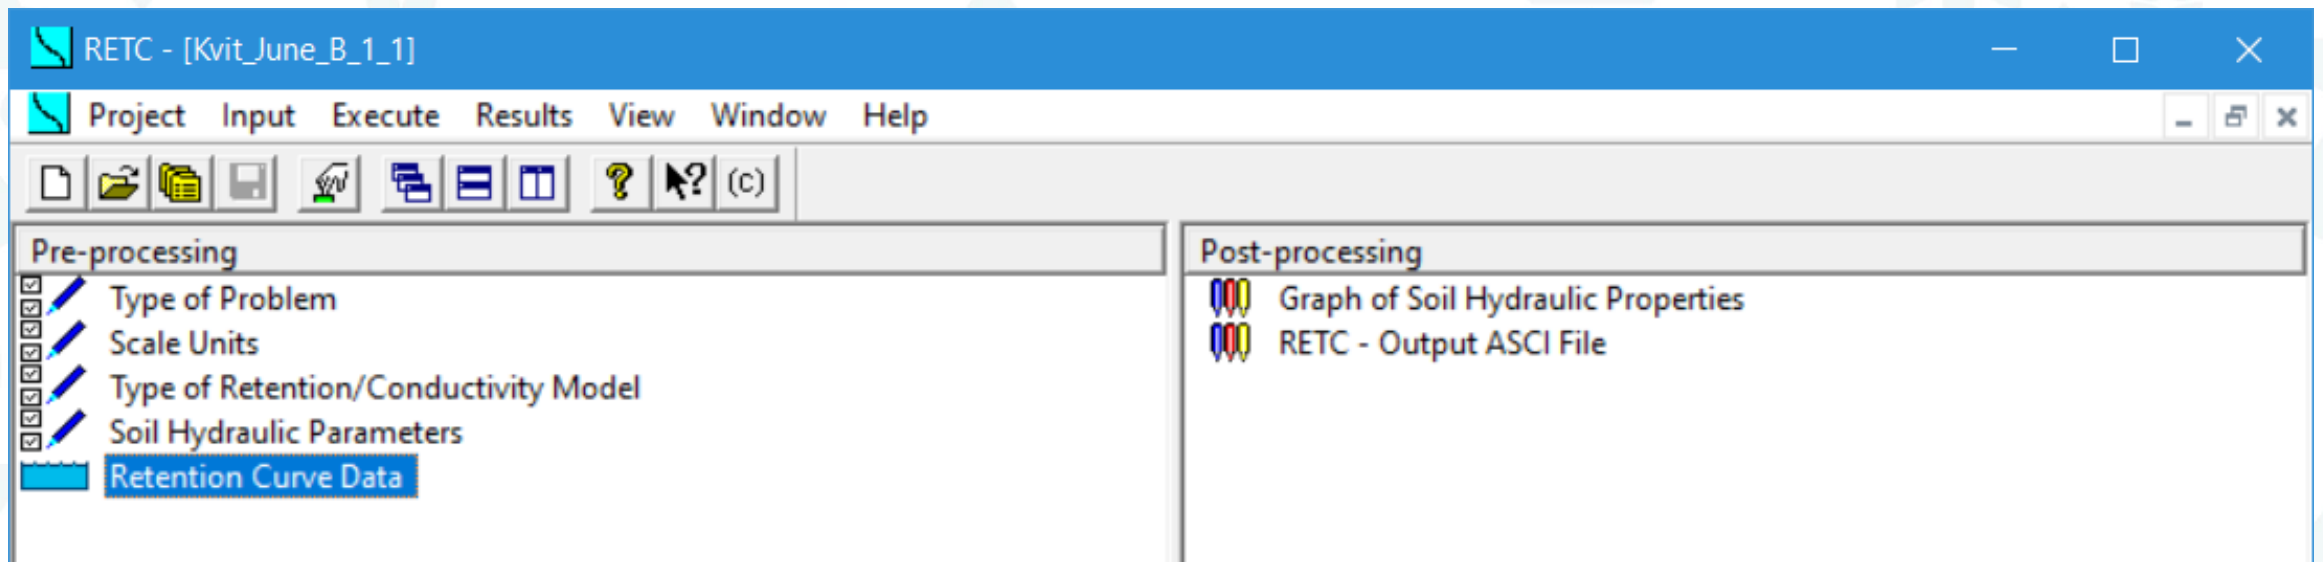 RETC - [Kvit_June_B_1_1]
Project Input Execute Results View Window Help
(c)
Pre-processing
Type of Problem
Scale Units
Type of Retention/Conductivity Model
Soil Hydraulic Parameters
Retention Curve Data
Post-processing
Graph of Soil Hydraulic Properties
RETC - Output ASCI File